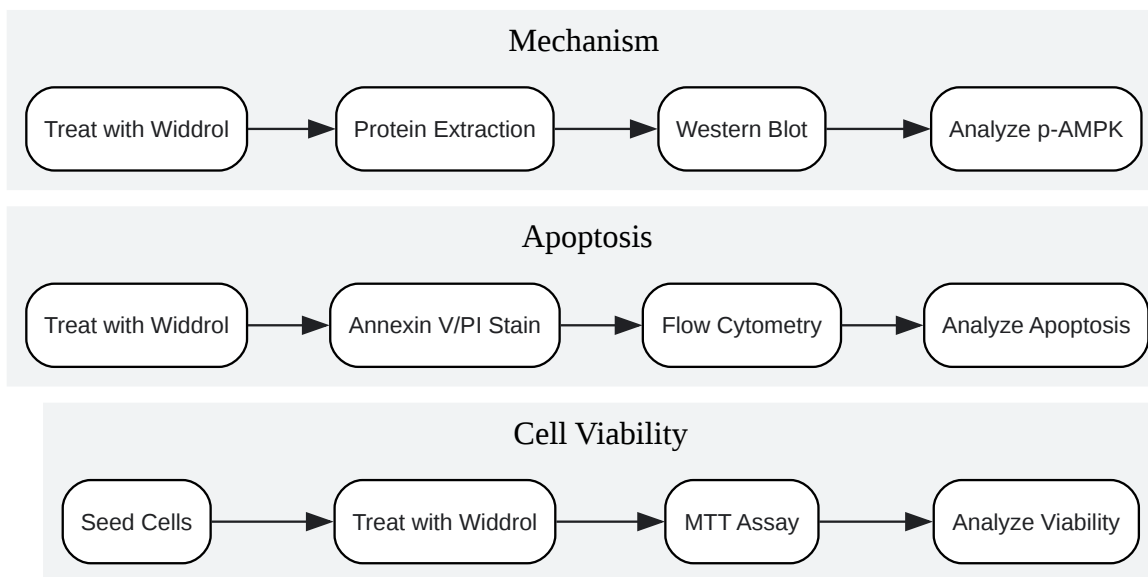 Mechanism
Treat with Widdrol
Protein Extraction
Western Blot
Analyze p-AMPK
Apoptosis
Treat with Widdrol
Annexin V/PI Stain
Flow Cytometry
Analyze Apoptosis
Cell Viability
Seed Cells
Treat with Widdrol
MTT Assay
Analyze Viability